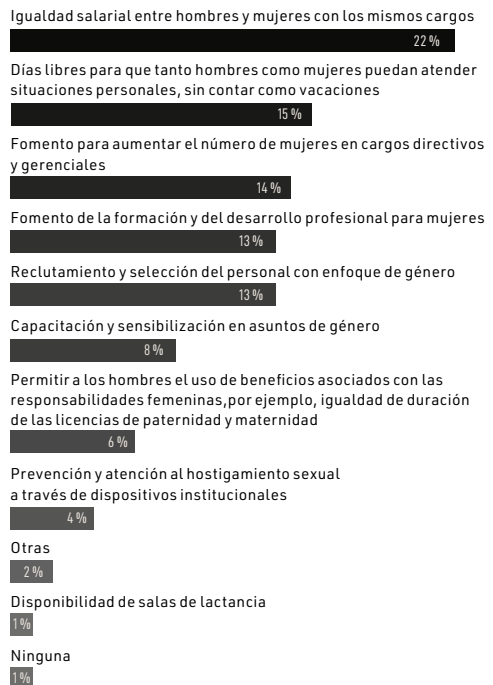 Igualdad salarial entre hombres y mujeres con los mismos cargos
22 %
Días libres para que tanto hombres como mujeres puedan atender
situaciones personales, sin contar como vacaciones
15 %
Fomento para aumentar el número de mujeres en cargos directivos
y gerenciales
14 %
Fomento de la formación y del desarrollo profesional para mujeres
13 %
Reclutamiento y selección del personal con enfoque de género
13 %
Capacitación y sensibilización en asuntos de género
8 %
Permitir a los hombres el uso de beneficios asociados con las
responsabilidades femeninas,por ejemplo, igualdad de duración
de las licencias de paternidad y maternidad
6 %
Prevención y atención al hostigamiento sexual
a través de dispositivos institucionales
4 %
Otras
2 %
Disponibilidad de salas de lactancia
1 %
Ninguna
1 %